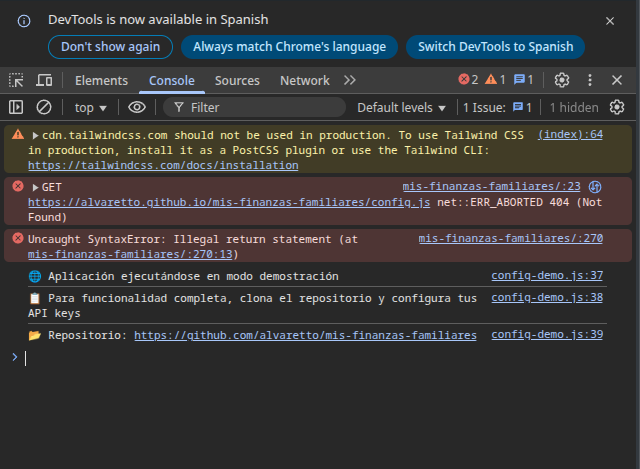 DevTools is now available in Spanish
Don't show again
Always match Chrome's language
Switch DevTools to Spanish
Elements
Console
Sources
Network
2
1
1
top
Filter
Default levels
1 Issue:
1
1 hidden
cdn.tailwindcss.com should not be used in production. To use Tailwind CSS
(index):64
in production, install it as a PostCSS plugin or use the Tailwind CLI:
https://tailwindcss.com/docs/installation
GET
mis-finanzas-familiares/:23
https://alvaretto.github.io/mis-finanzas-familiares/config.js net::ERR_ABORTED 404 (Not
Found)
Uncaught SyntaxError: Illegal return statement (at
mis-finanzas-familiares/:270
mis-finanzas-familiares/:270:13)
Aplicación ejecutándose en modo demostración
config-demo.js:37
Para funcionalidad completa, clona el repositorio y configura tus
config-demo.js:38
API keys
Repositorio: https://github.com/alvaretto/mis-finanzas-familiares
config-demo.js:39